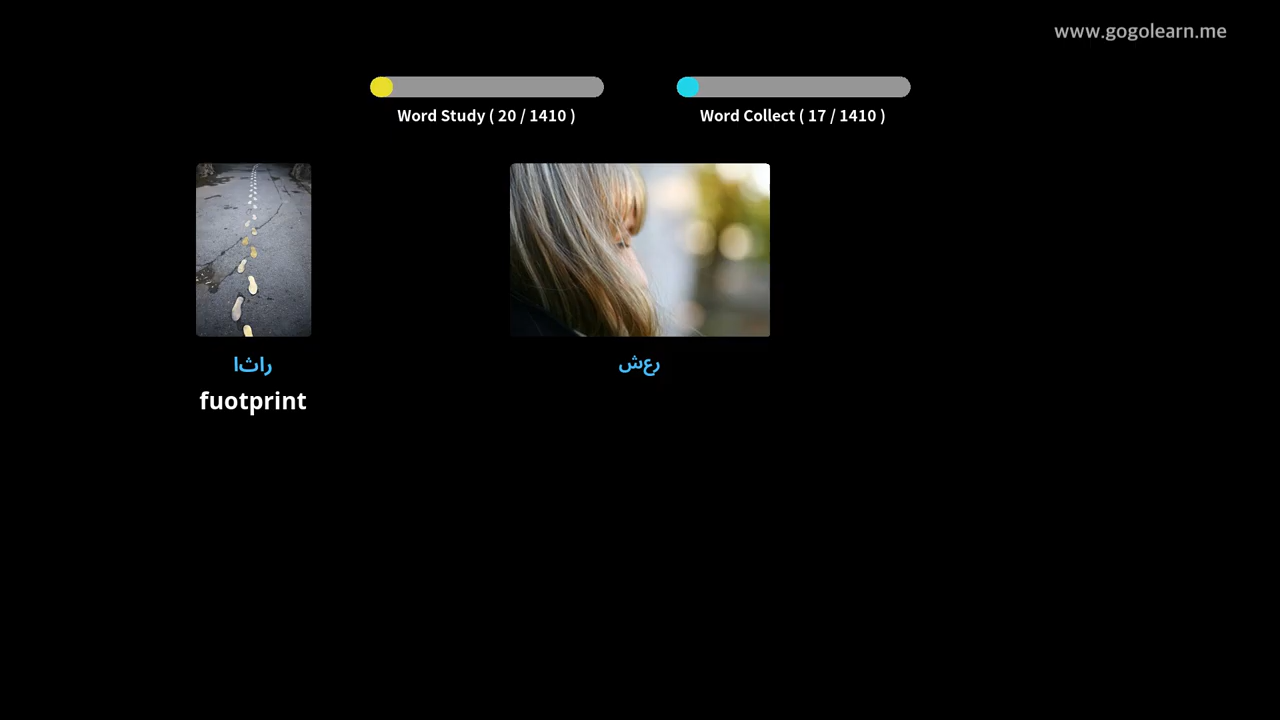 www.gogolearn.me
Word Study ( 20 / 1410 )
Word Collect ( 17 / 1410 )
راثا
fuotprint
رعش